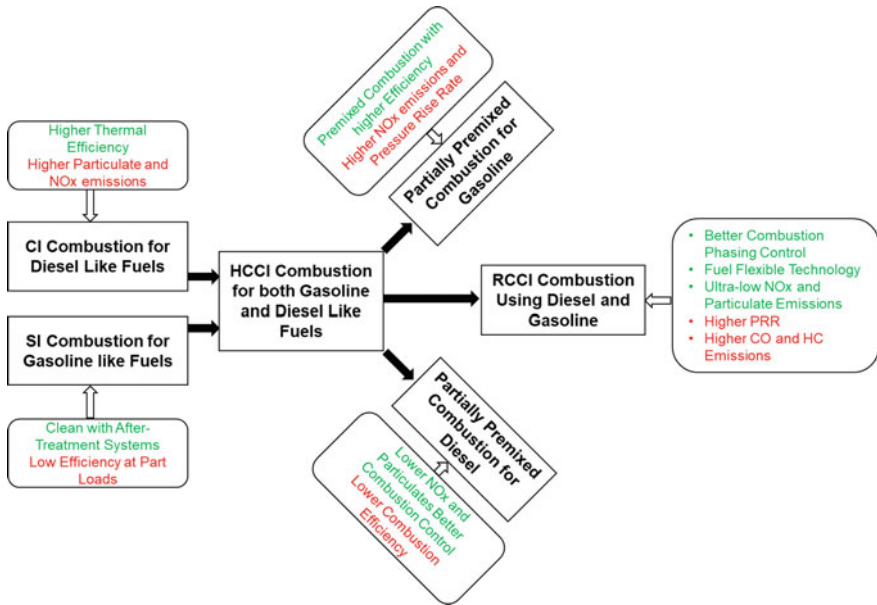 Higher Thermal
Efficiency
Higher Particulate and
NOx emissions
CI Combustion for
Diesel Like Fuels
SI Combustion for
Gasoline like Fuels
Clean with After-
Treatment Systems
Low Efficiency at Part
Loads
HCCI Combustion
for both Gasoline
and Diesel Like
Fuels
Premixed Combustion with
higher Efficiency
Higher NOx emissions and
Pressure Rise Rate
Partially Premixed
Combustion for
Gasoline
RCCI Combustion
Using Diesel and
Gasoline
• Better Combustion
Phasing Control
• Fuel Flexible Technology
• Ultra-low NOx and
Particulate Emissions
• Higher PRR
• Higher CO and HC
Emissions
Partially Premixed
Combustion for
Diesel
Lower NOx and
Particulates Better
Combustion Control
Lower Combustion
Efficiency